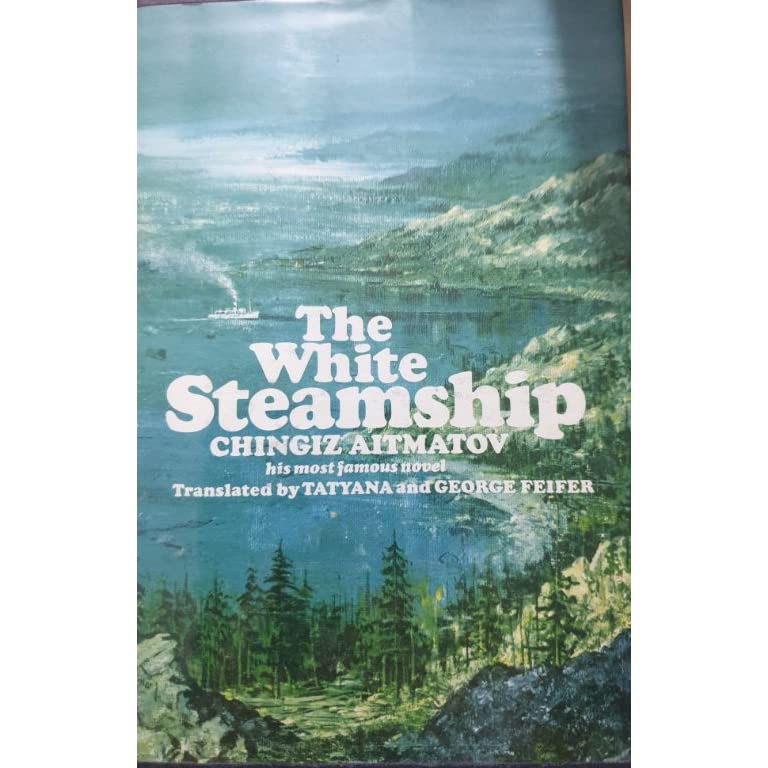 The
White
Steamship
CHINGIZ AITMATOV
his most famous novel
Translated by TATYANA and GEORGE FEIFER